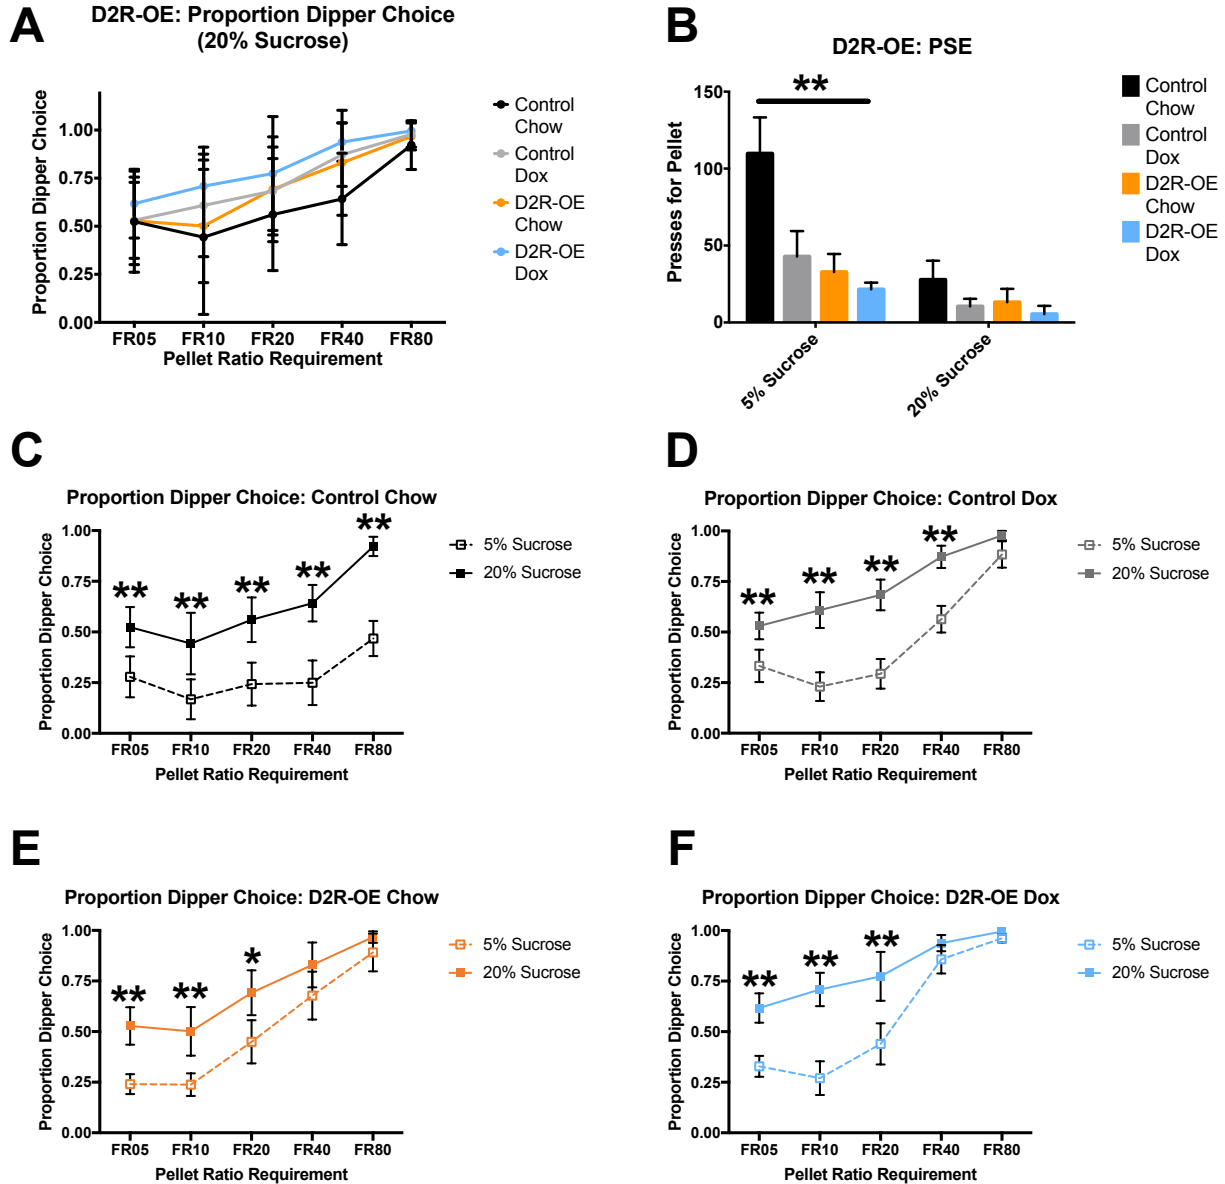 A
D2R-OE: Proportion Dipper Choice
(20% Sucrose)
Proportion Dipper Choice
1.00
0.75
0.50
0.25
0.00
FR05 FR10 FR20 FR40 FR80
Pellet Ratio Requirement
Control
Chow
Control
Dox
D2R-OE
Chow
D2R-OE
Dox
B
D2R-OE: PSE
Presses for Pellet
150
100
50
0
**
5% Sucrose
20% Sucrose
Control
Chow
Control
Dox
D2R-OE
Chow
D2R-OE
Dox
C
Proportion Dipper Choice: Control Chow
Proportion Dipper Choice
1.00
0.75
0.50
0.25
0.00
** ** ** ** **
FR05 FR10 FR20 FR40 FR80
Pellet Ratio Requirement
5% Sucrose
20% Sucrose
D
Proportion Dipper Choice: Control Dox
Proportion Dipper Choice
1.00
0.75
0.50
0.25
0.00
** ** ** **
FR05 FR10 FR20 FR40 FR80
Pellet Ratio Requirement
5% Sucrose
20% Sucrose
E
Proportion Dipper Choice: D2R-OE Chow
Proportion Dipper Choice
1.00
0.75
0.50
0.25
0.00
** ** *
FR05 FR10 FR20 FR40 FR80
Pellet Ratio Requirement
5% Sucrose
20% Sucrose
F
Proportion Dipper Choice: D2R-OE Dox
Proportion Dipper Choice
1.00
0.75
0.50
0.25
0.00
** ** **
FR05 FR10 FR20 FR40 FR80
Pellet Ratio Requirement
5% Sucrose
20% Sucrose